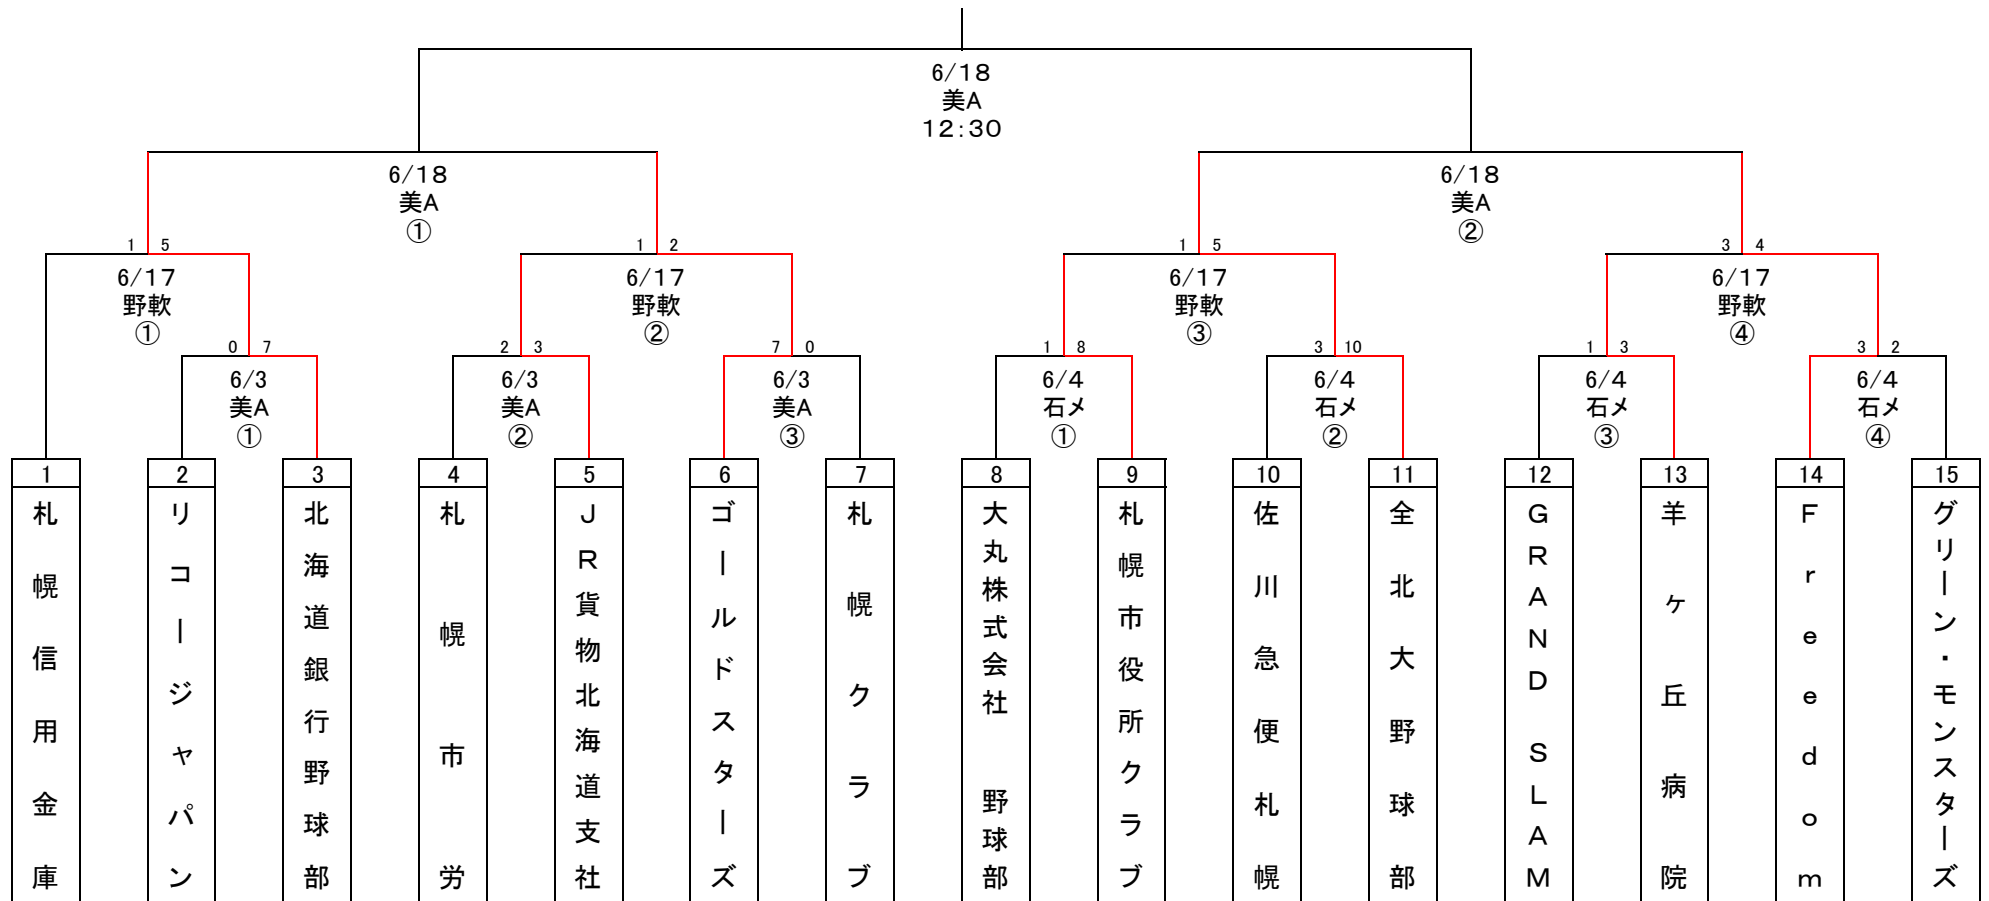 6/18
美A
12:30
6/18
美A
①
6/18
美A
②
1 5
1 2
1 5
3 4
6/17
野軟
①
6/17
野軟
②
6/17
野軟
③
6/17
野軟
④
0 7
2 3
7 0
1 8
3 10
1 3
3 2
6/3
美A
①
6/3
美A
②
6/3
美A
③
6/4
石メ
①
6/4
石メ
②
6/4
石メ
③
6/4
石メ
④
1
札幌信用金庫
2
リコージャパン
3
北海道銀行野球部
4
札幌市労
5
JR貨物北海道支社
6
ゴールドスターズ
7
札幌クラブ
8
大丸株式会社 野球部
9
札幌市役所クラブ
10
佐川急便札幌
11
全北大野球部
12
GRAND SLAM
13
羊ヶ丘病院
14
Freedom
15
グリーン・モンスターズ